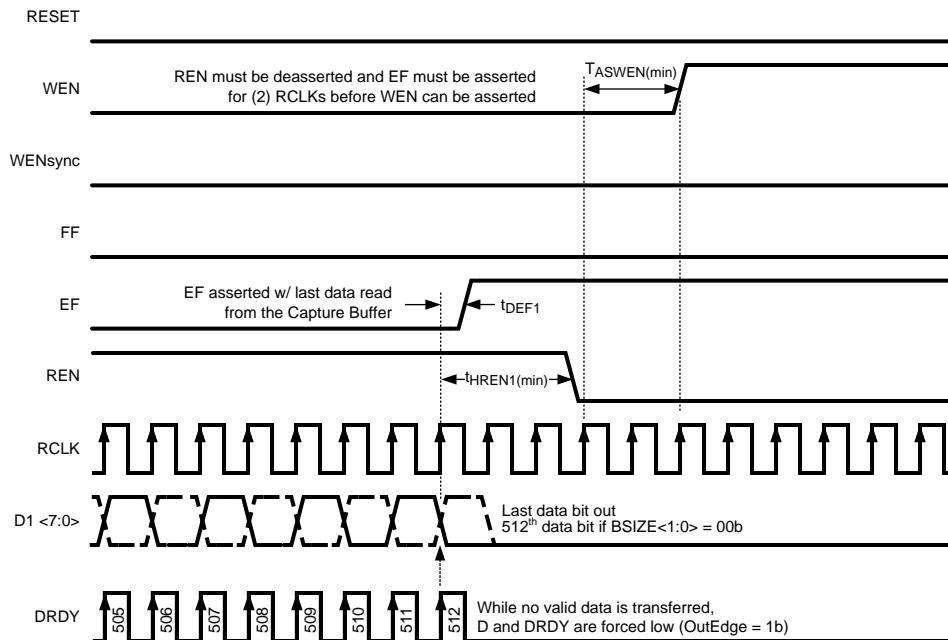 RESET
WEN
REN must be deasserted and EF must be asserted
for (2) RCLKs before WEN can be asserted
TASWEN(min)
WENsync
FF
EF
EF asserted w/ last data read
from the Capture Buffer
tDEF1
REN
tHREN1(min)
RCLK
D1 <7:0>
Last data bit out
512th data bit if BSIZE<1:0> = 00b
DRDY
505
506
507
508
509
510
511
512
While no valid data is transferred,
D and DRDY are forced low (OutEdge = 1b)